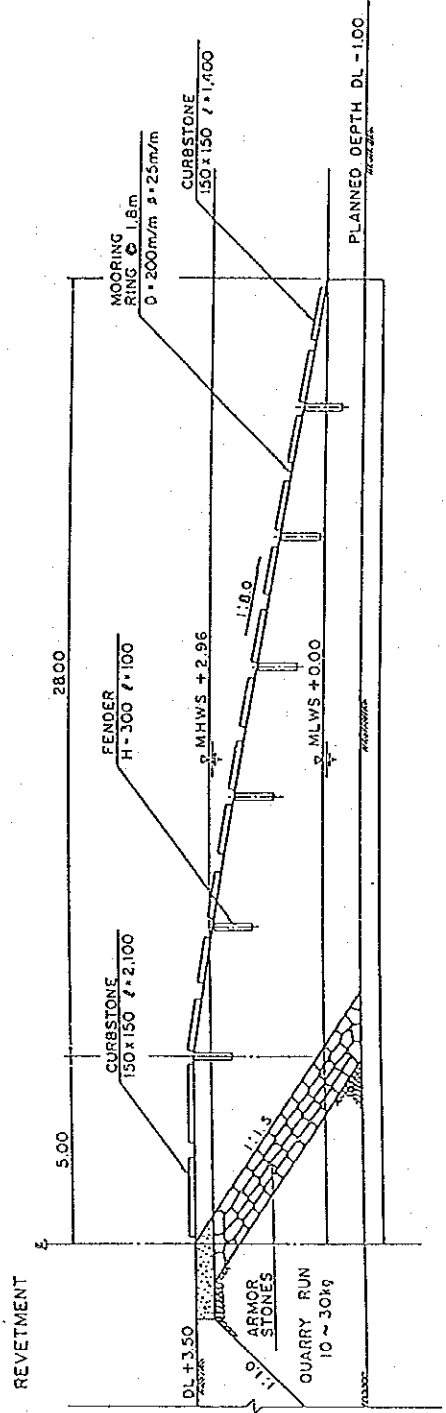 REVETMENT
5.00
28.00
CURBSTONE
150 x 150 ℓ = 2,100
FENDER
H = 300 ℓ = 100
MOORING
RING @ 1.8m
D = 200m/m ø = 25m/m
CURBSTONE
150 x 150 ℓ = 1,400
DL +3.50
MHWS +2.96
1:8.0
MLWS +0.00
PLANNED DEPTH DL -1.00
1:1.5
1:1.0
ARMOR
STONES
QUARRY RUN
10 ~ 30kg